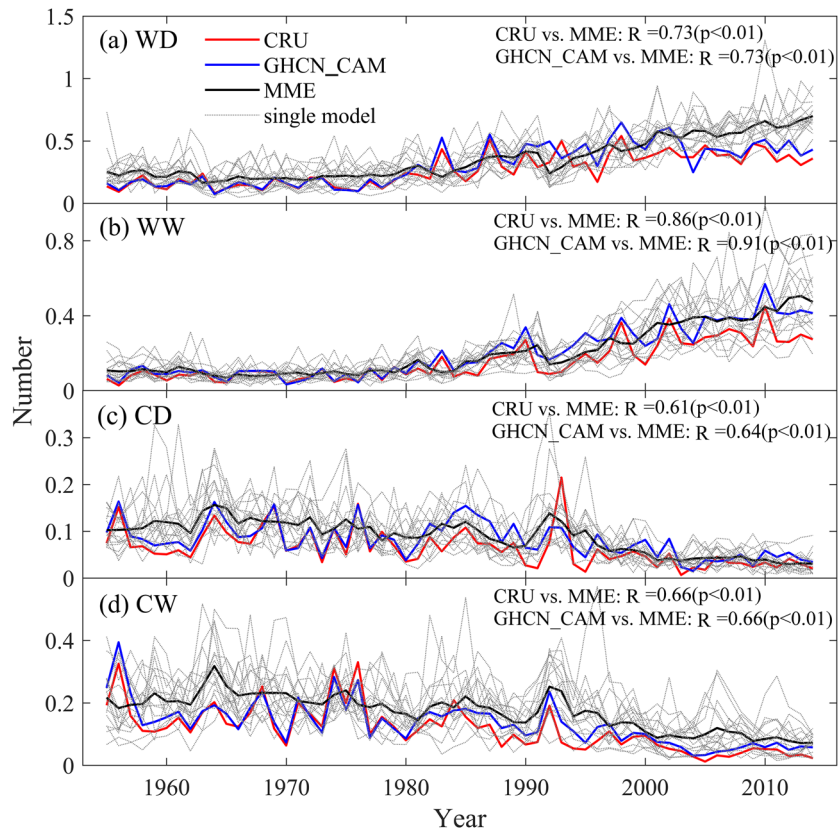 1.5
(a) WD
CRU
CRU vs. MME: R =0.73(p<0.01)
GHCN_CAM
GHCN_CAM vs. MME: R =0.73(p<0.01)
1
MME
single model
0.5
0
(b) WW
CRU vs. MME: R =0.86(p<0.01)
0.8
GHCN_CAM vs. MME: R =0.91(p<0.01)
0.4
0
(c) CD
CRU vs. MME: R =0.61(p<0.01)
0.3
GHCN_CAM vs. MME: R =0.64(p<0.01)
0.2
0.1
0
(d) CW
CRU vs. MME: R =0.66(p<0.01)
GHCN_CAM vs. MME: R =0.66(p<0.01)
0.4
0.2
0
Number
1960 1970 1980 1990 2000 2010
Year